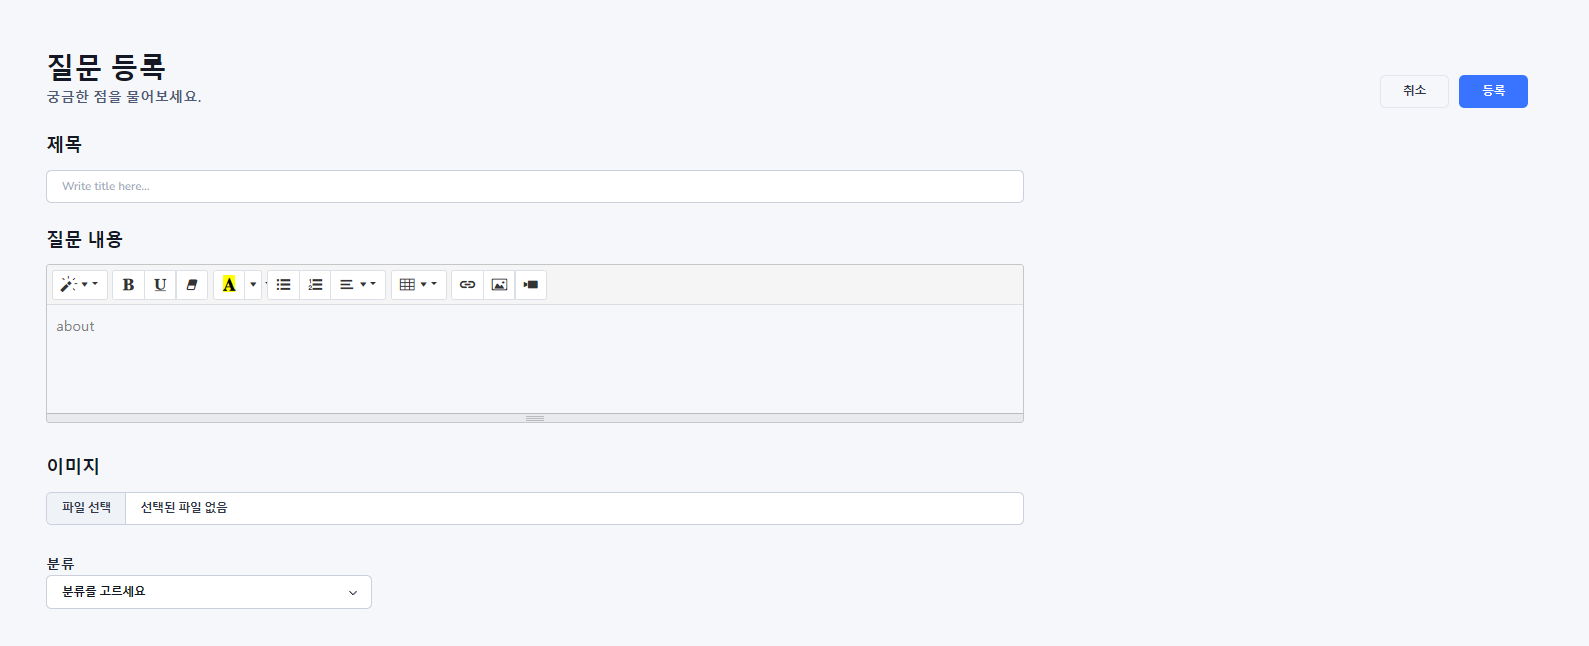 질문 등록
궁금한 점을 물어보세요.
취소
등록
제목
Write title here...
질문 내용
B U A
about
이미지
파일 선택 선택된 파일 없음
분류
분류를 고르세요